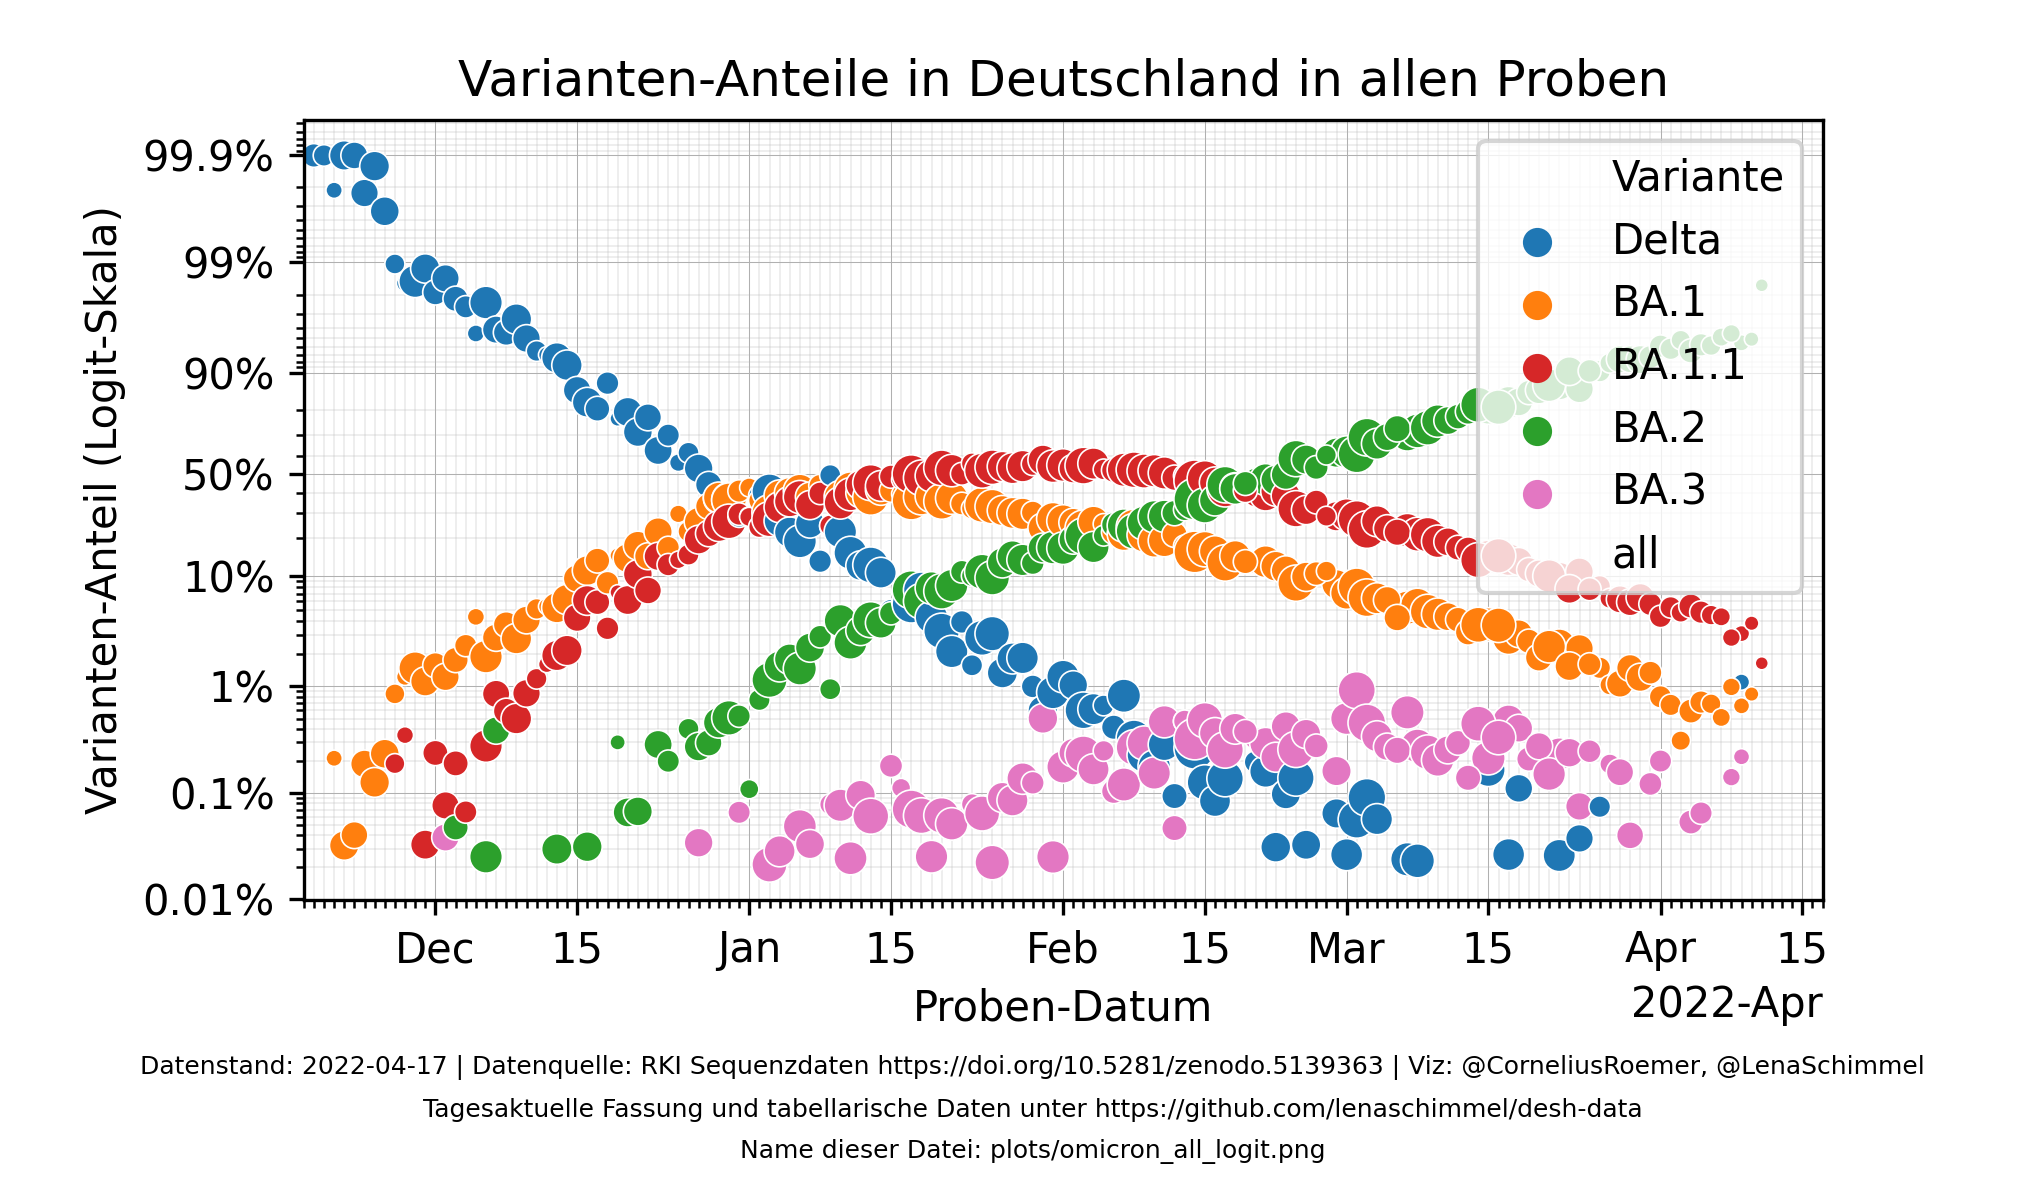 Varianten-Anteile in Deutschland in allen Proben
Varianten-Anteil (Logit-Skala)
99.9%
99%
90%
50%
10%
1%
0.1%
0.01%
Variante
Delta
BA.1
BA.1.1
BA.2
BA.3
all
Dec 15 Jan 15 Feb 15 Mar 15 Apr 15
Proben-Datum
2022-Apr
Datenstand: 2022-04-17 | Datenquelle: RKI Sequenzdaten https://doi.org/10.5281/zenodo.5139363 | Viz: @CorneliusRoemer, @LenaSchimmel
Tagesaktuelle Fassung und tabellarische Daten unter https://github.com/lenaschimmel/desh-data
Name dieser Datei: plots/omicron_all_logit.png